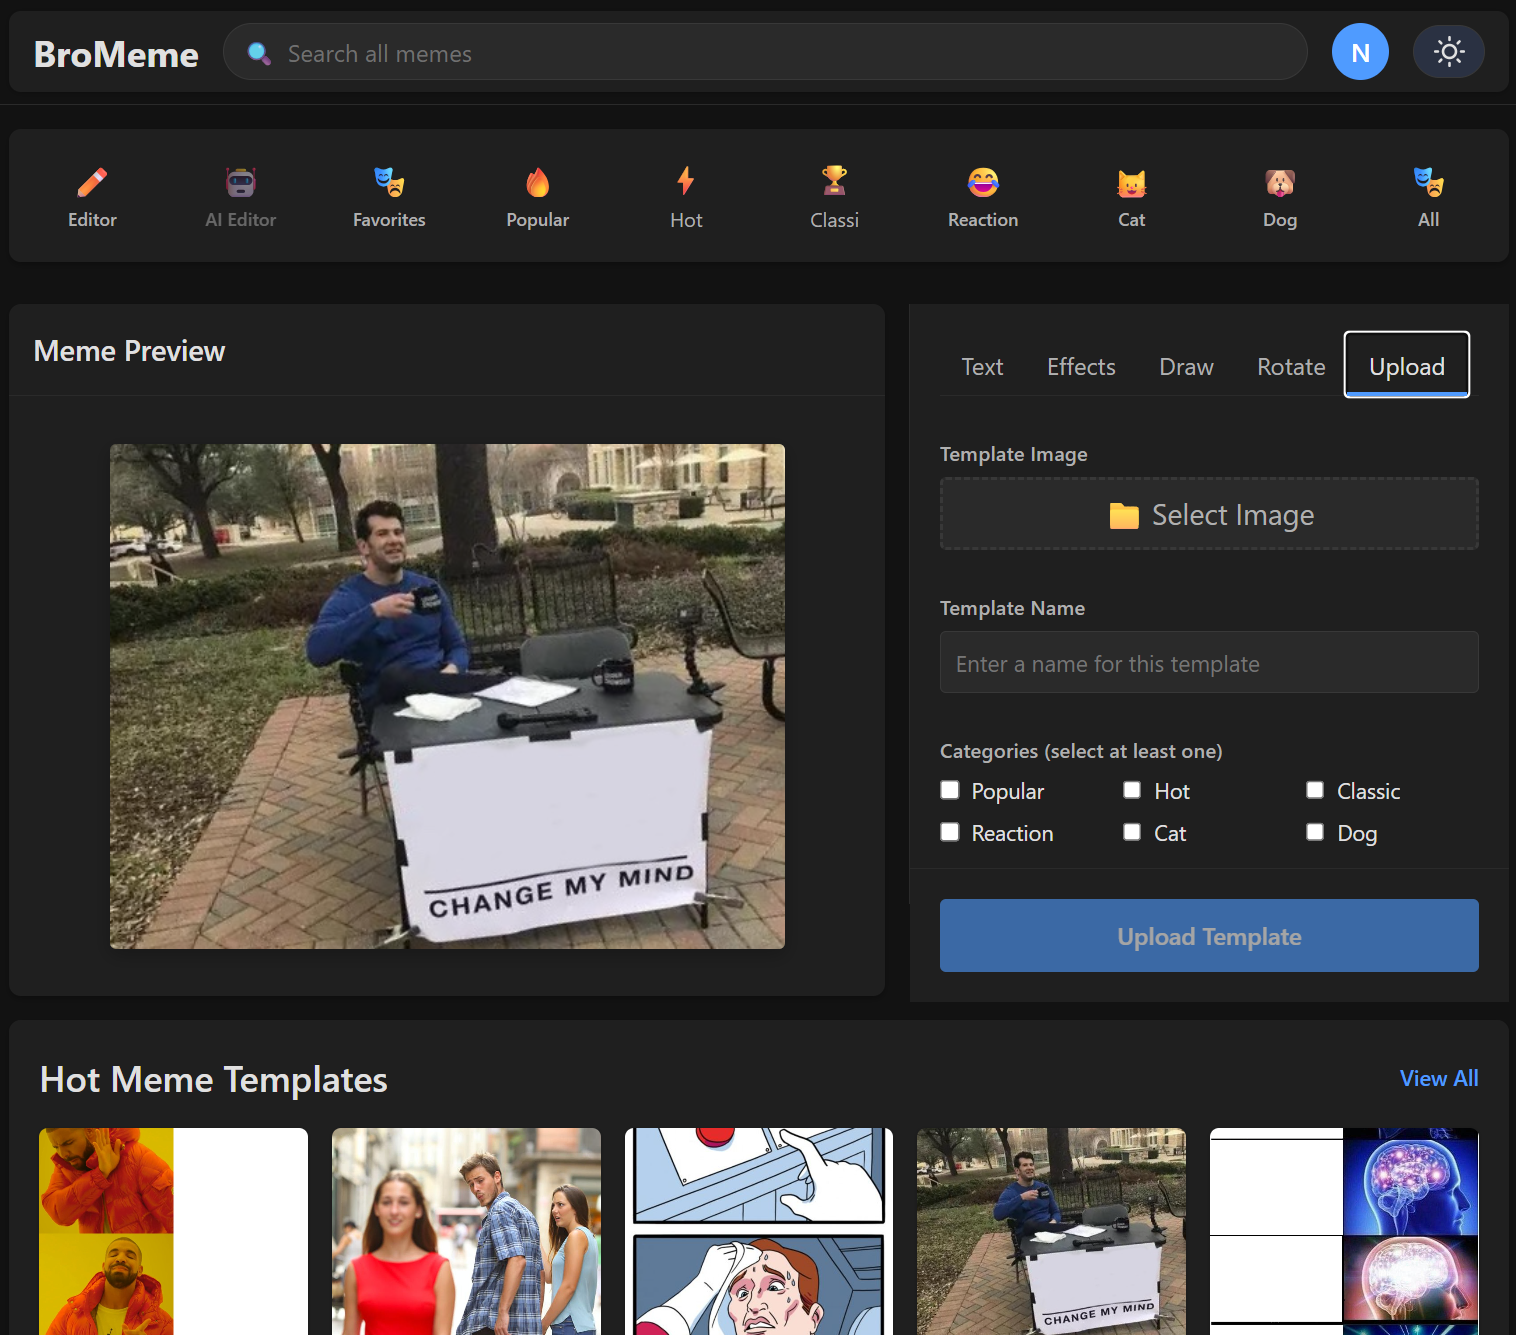 BroMeme
Search all memes
N
Editor
AI Editor
Favorites
Popular
Hot
Classi
Reaction
Cat
Dog
All
Meme Preview
Text
Effects
Draw
Rotate
Upload
CHANGE MY MIND
Template Image
Select Image
Template Name
Enter a name for this template
Categories (select at least one)
Popular
Hot
Classic
Reaction
Cat
Dog
Upload Template
Hot Meme Templates
View All
CHANGE MY MIND